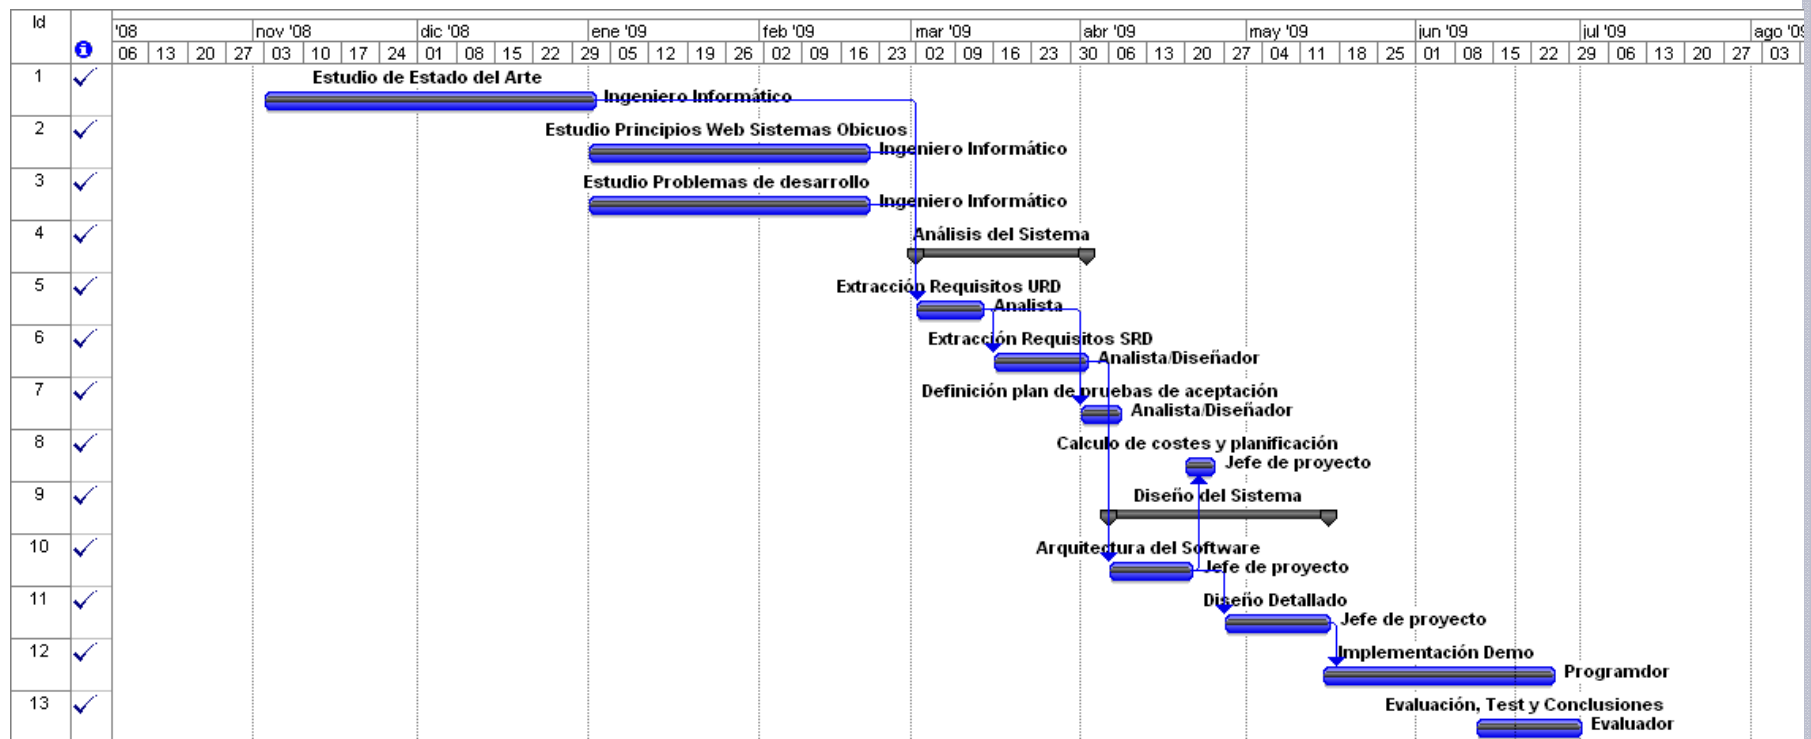 Id
'08 nov '08 dic '08 ene '09 feb '09 mar '09 abr '09 may '09 jun '09 jul '09 ago '09
06 13 20 27 03 10 17 24 01 08 15 22 29 05 12 19 26 02 09 16 23 02 09 16 23 30 06 13 20 27 04 11 18 25 01 08 15 22 29 06 13 20 27 03
1 Estudio de Estado del Arte
Ingeniero Informático
2 Estudio Principios Web Sistemas Obicuos
Ingeniero Informático
3 Estudio Problemas de desarrollo
Ingeniero Informático
4 Análisis del Sistema
5 Extracción Requisitos URD
Analista
6 Extracción Requisitos SRD
Analista/Diseñador
7 Definición plan de pruebas de aceptación
Analista/Diseñador
8 Calculo de costes y planificación
Jefe de proyecto
9 Diseño del Sistema
10 Arquitectura del Software
Jefe de proyecto
11 Diseño Detallado
Jefe de proyecto
12 Implementación Demo
Programdor
13 Evaluación, Test y Conclusiones
Evaluador